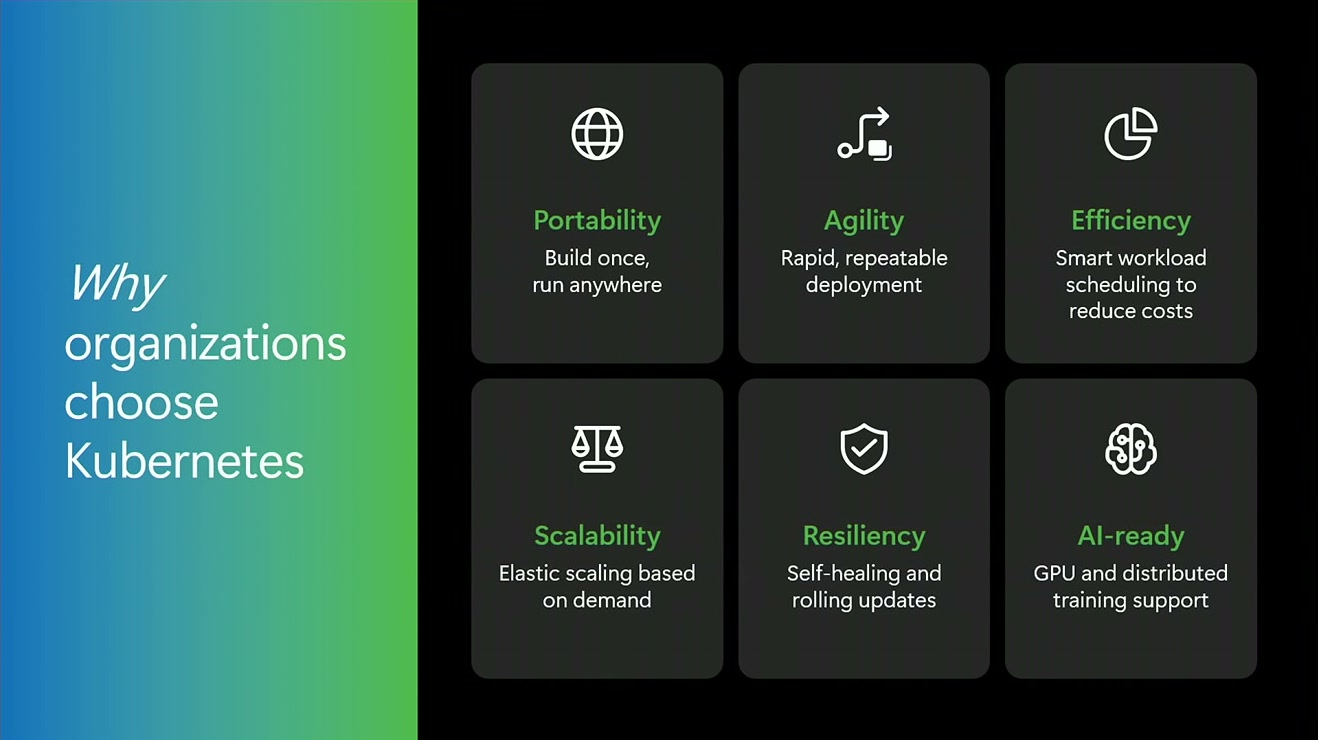 Why
organizations
choose
Kubernetes
Portability
Build once,
run anywhere
Agility
Rapid, repeatable
deployment
Efficiency
Smart workload
scheduling to
reduce costs
Scalability
Elastic scaling based
on demand
Resiliency
Self-healing and
rolling updates
AI-ready
GPU and distributed
training support